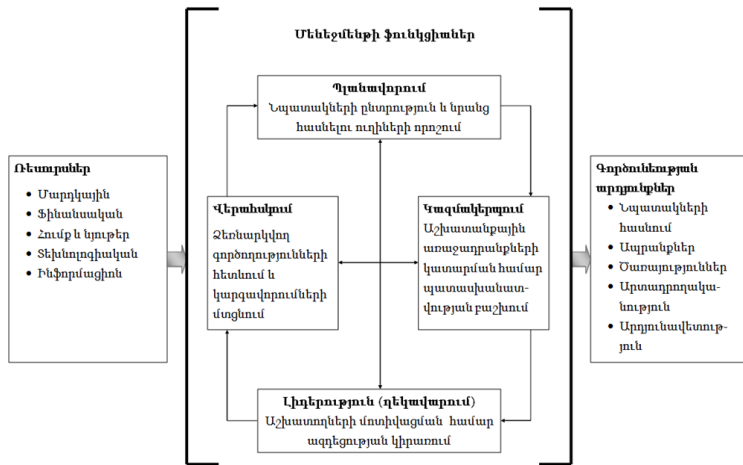 Մենեջմենթի ֆունկցիաներ
Պլանավորում
Նպատակների ընտրություն և նրանց
հասնելու ուղիների որոշում
Ռեսուրսներ
• Մարդկային
• Ֆինանսական
• Հումք և նյութեր
• Տեխնոլոգիական
• Ինֆորմացիոն
Վերահսկում
Ձեռնարկվող
գործողությունների
հետևում և
կարգավորումների
մտցնում
Կազմակերպում
Աշխատանքային
առաջադրանքների
կատարման համար
պատասխանատ-
վության բաշխում
Լիդերություն (ղեկավարում)
Աշխատողների մոտիվացման համար
ազդեցության կիրառում
Գործունեության
արդյունքներ
• Նպատակների
հասնում
• Ապրանքներ
• Ծառայություններ
• Արտադրողակա-
նություն
• Արդյունավետութ-
յուն